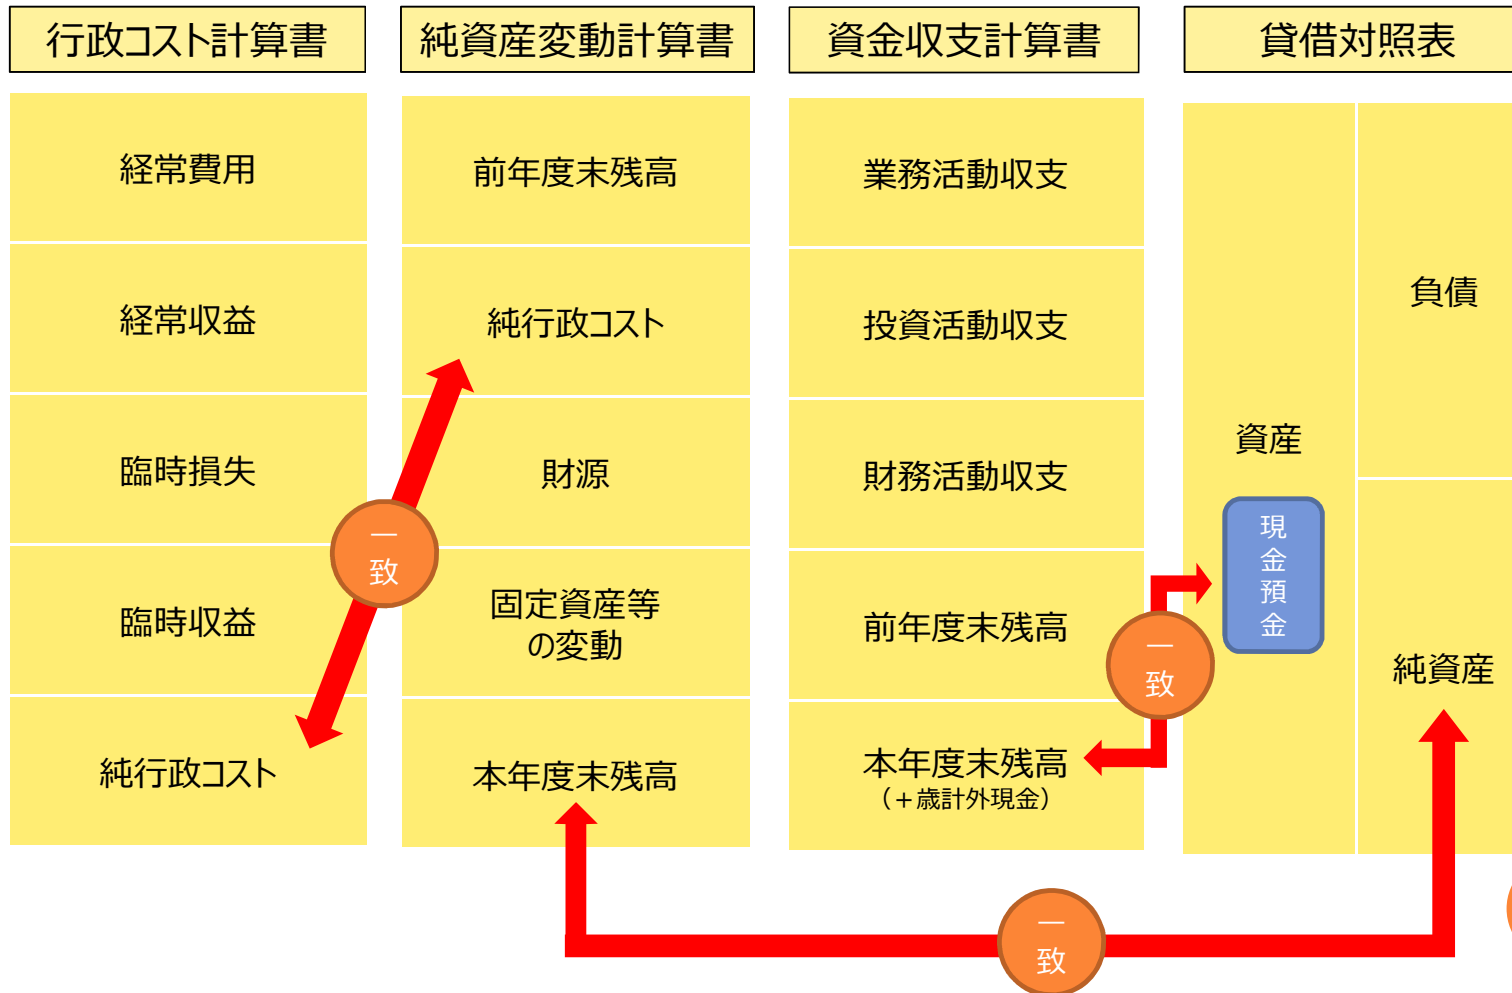 行政コスト計算書
経常費用
経常収益
臨時損失
臨時収益
純行政コスト
一
致
純資産変動計算書
前年度末残高
純行政コスト
財源
固定資産等
の変動
本年度末残高
資金収支計算書
業務活動収支
投資活動収支
財務活動収支
前年度末残高
本年度末残高
（＋歳計外現金）
一
致
貸借対照表
資産
現
金
預
金
負債
純資産
一
致